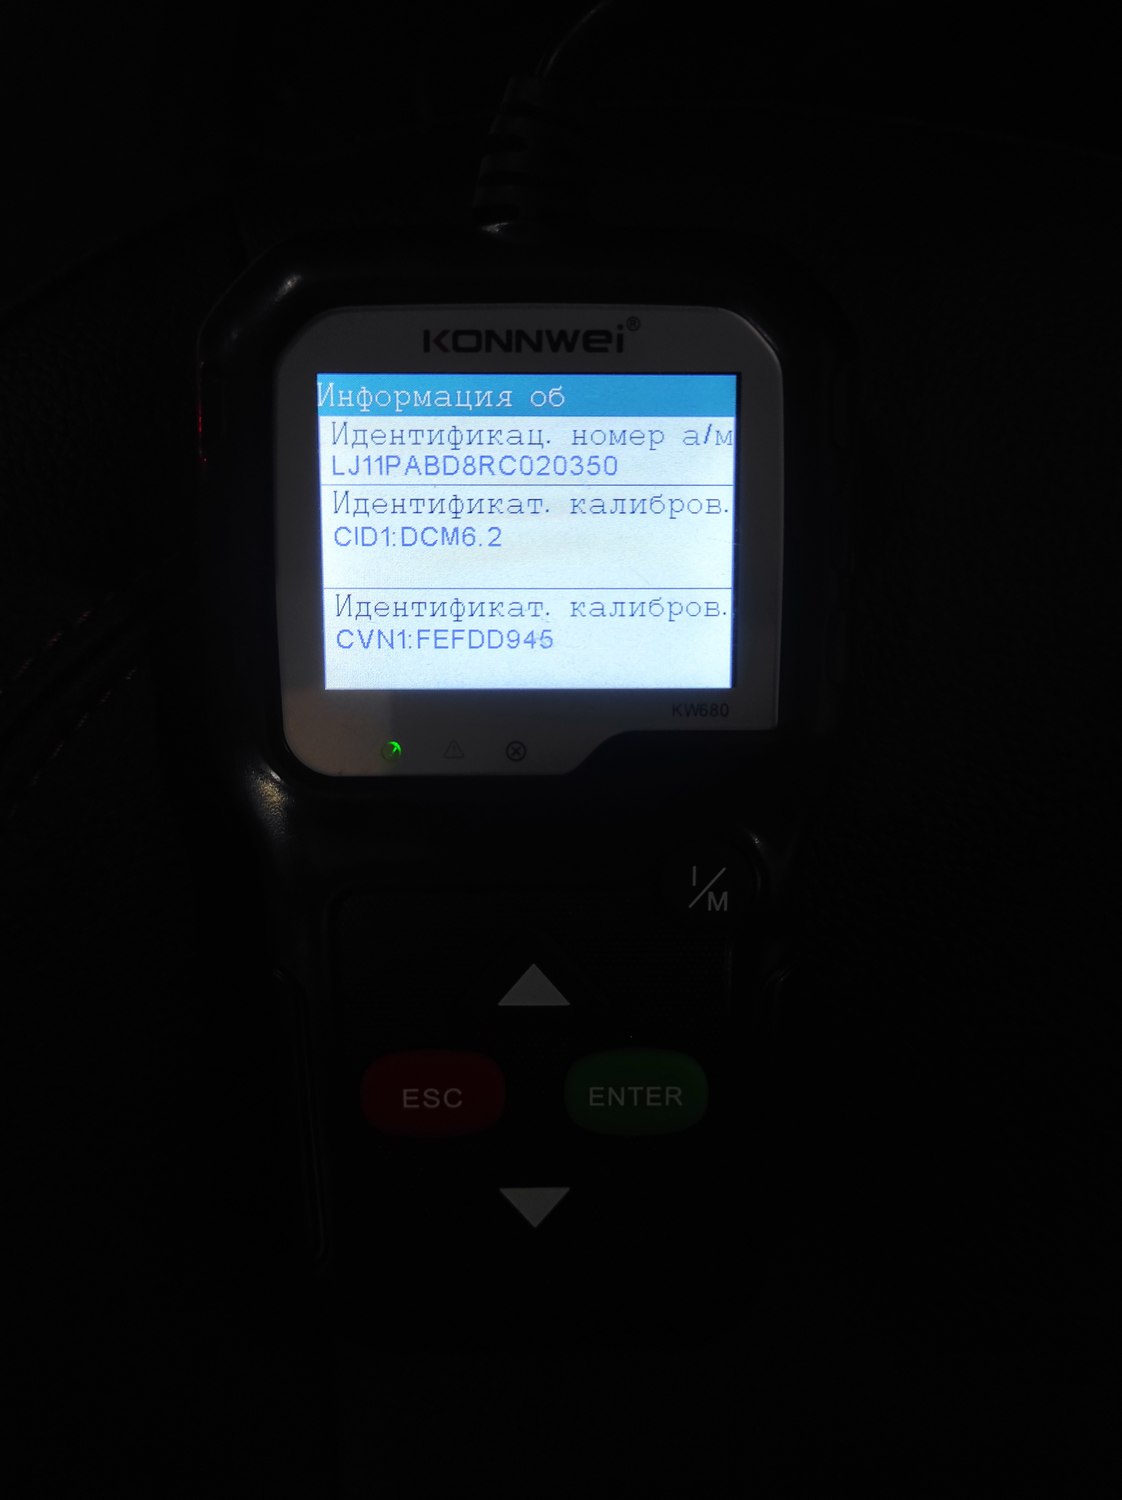 KONNWEI®
Информация об
Идентификац. номер а/м
LJ11PABD8RC020350
Идентификат. калибров.
CID1:DCM6.2
Идентификат. калибров.
CVN1:FEFDD945
KW680
I/M
ESC
ENTER